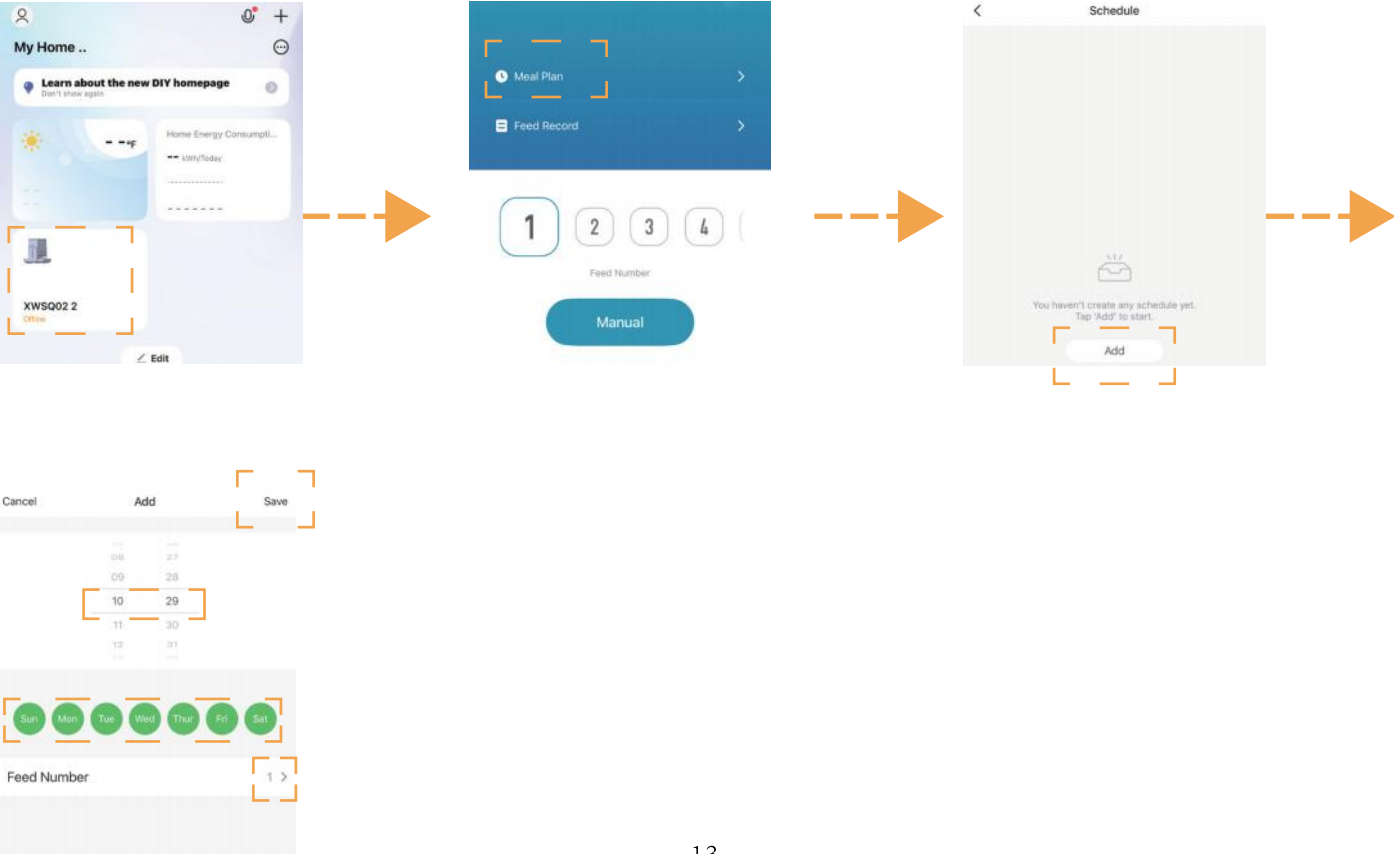 My Home ..
Learn about the new DIY homepage
Don't show again
- -°F
Home Energy Consumpti...
-- kWh/Today
XWSQ02 2
Offline
Edit
Meal Plan
Feed Record
1 2 3 4
Feed Number
Manual
Schedule
You haven't create any schedule yet.
Tap 'Add' to start.
Add
Cancel Add Save
08 27
09 28
10 29
11 30
12 31
Sun Mon Tue Wed Thur Fri Sat
Feed Number 1
13